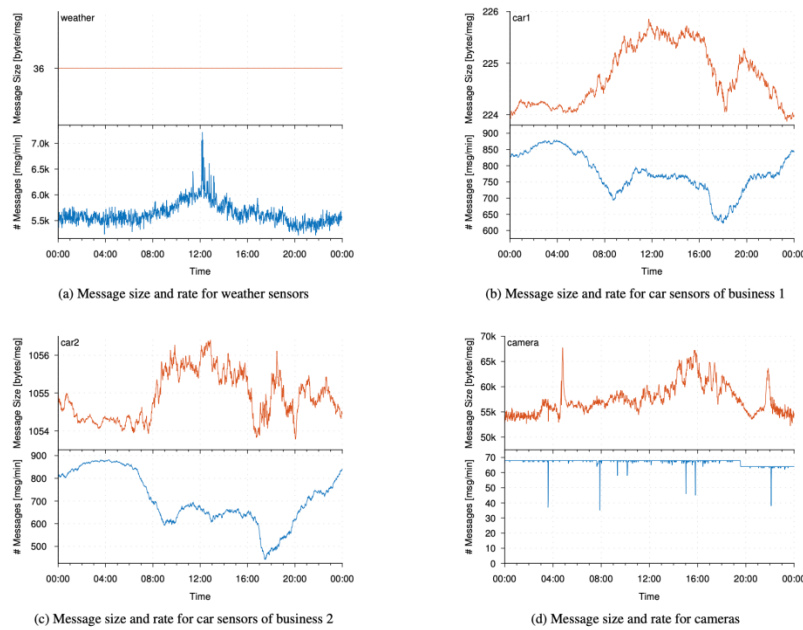 weather
Message Size [bytes/msg]
36
# Messages [msg/min]
7.0k
6.0k
5.5k
5.5k
00:00 04:00 08:00 12:00 16:00 20:00 00:00
Time
(a) Message size and rate for weather sensors
car1
Message Size [bytes/msg]
226
225
224
# Messages [msg/min]
900
850
800
750
700
650
600
00:00 04:00 08:00 12:00 16:00 20:00 00:00
Time
(b) Message size and rate for car sensors of business 1
car2
Message Size [bytes/msg]
1056
1055
1054
# Messages [msg/min]
900
800
700
600
500
00:00 04:00 08:00 12:00 16:00 20:00 00:00
Time
(c) Message size and rate for car sensors of business 2
camera
Message Size [bytes/msg]
70k
65k
60k
55k
50k
# Messages [msg/min]
70
60
50
40
30
20
10
0
00:00 04:00 08:00 12:00 16:00 20:00 00:00
Time
(d) Message size and rate for cameras